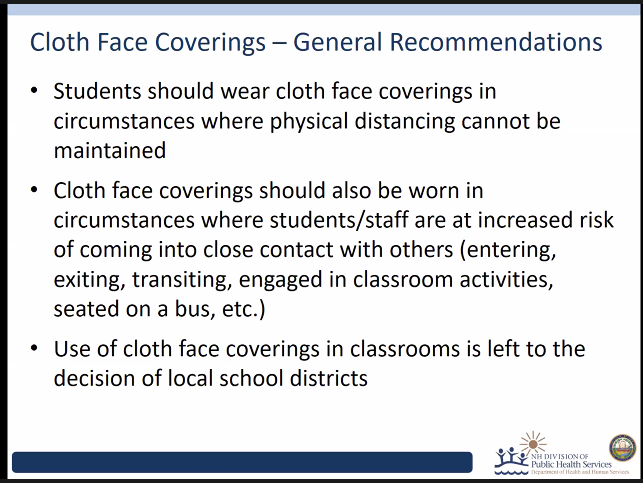 Cloth Face Coverings – General Recommendations
• Students should wear cloth face coverings in
circumstances where physical distancing cannot be
maintained
• Cloth face coverings should also be worn in
circumstances where students/staff are at increased risk
of coming into close contact with others (entering,
exiting, transiting, engaged in classroom activities,
seated on a bus, etc.)
• Use of cloth face coverings in classrooms is left to the
decision of local school districts
NH DIVISION OF
Public Health Services
Department of Health and Human Services